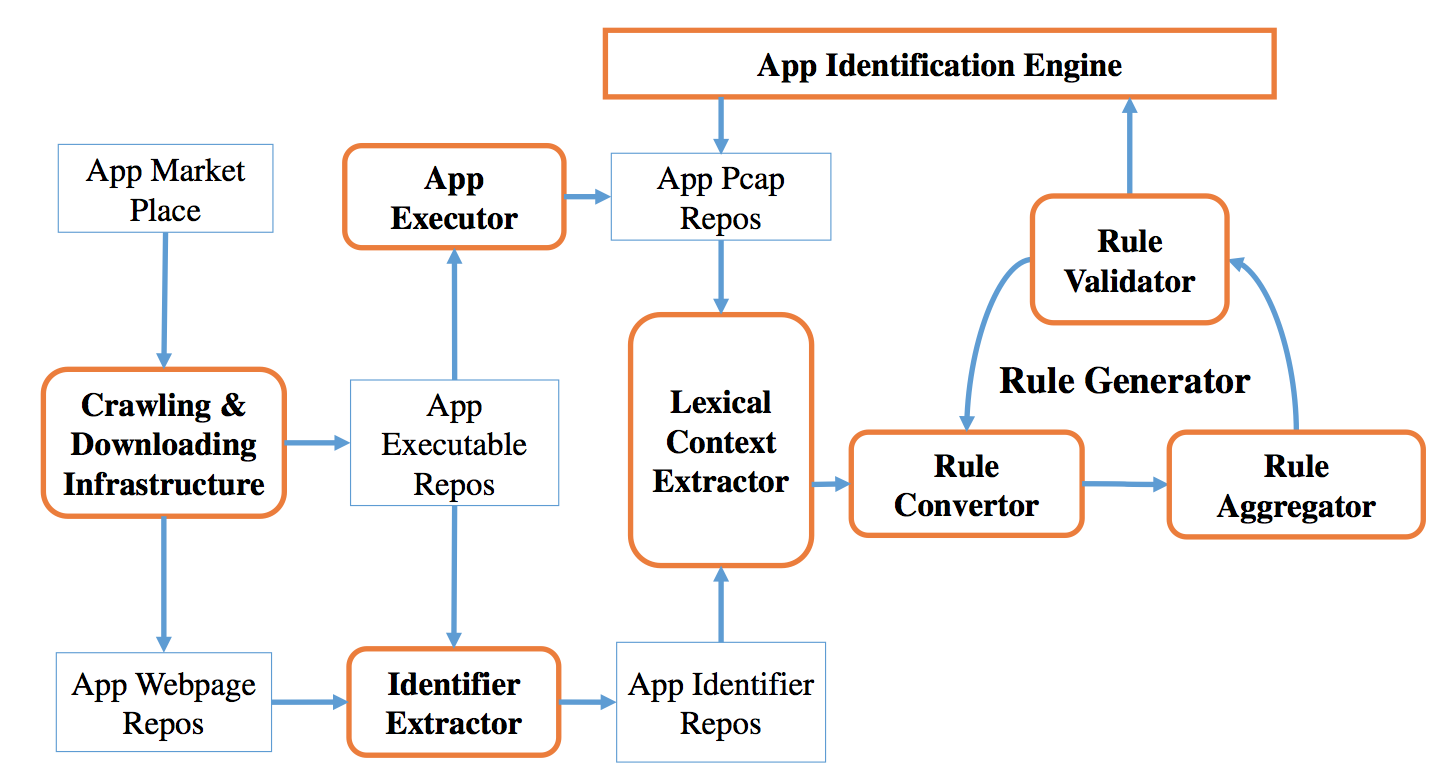 App Identification Engine
App Market
Place
App
Executor
App Pcap
Repos
Rule
Validator
Crawling &
Downloading
Infrastructure
App
Executable
Repos
Lexical
Context
Extractor
Rule Generator
Rule
Convertor
Rule
Aggregator
App Webpage
Repos
Identifier
Extractor
App Identifier
Repos